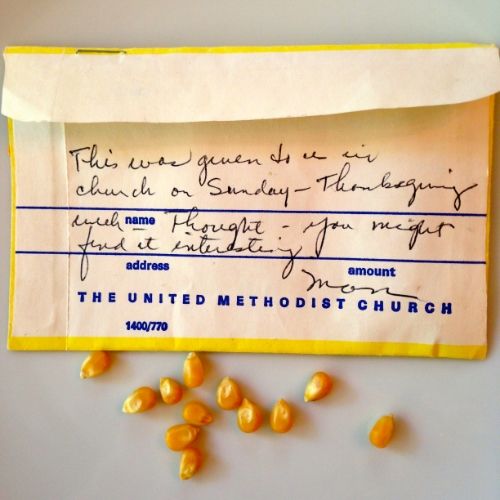 This was given to us in
church on Sunday - Thanksgiving
week name - Thought - you might
find it interesting
address amount
Mom
THE UNITED METHODIST CHURCH
1400/770